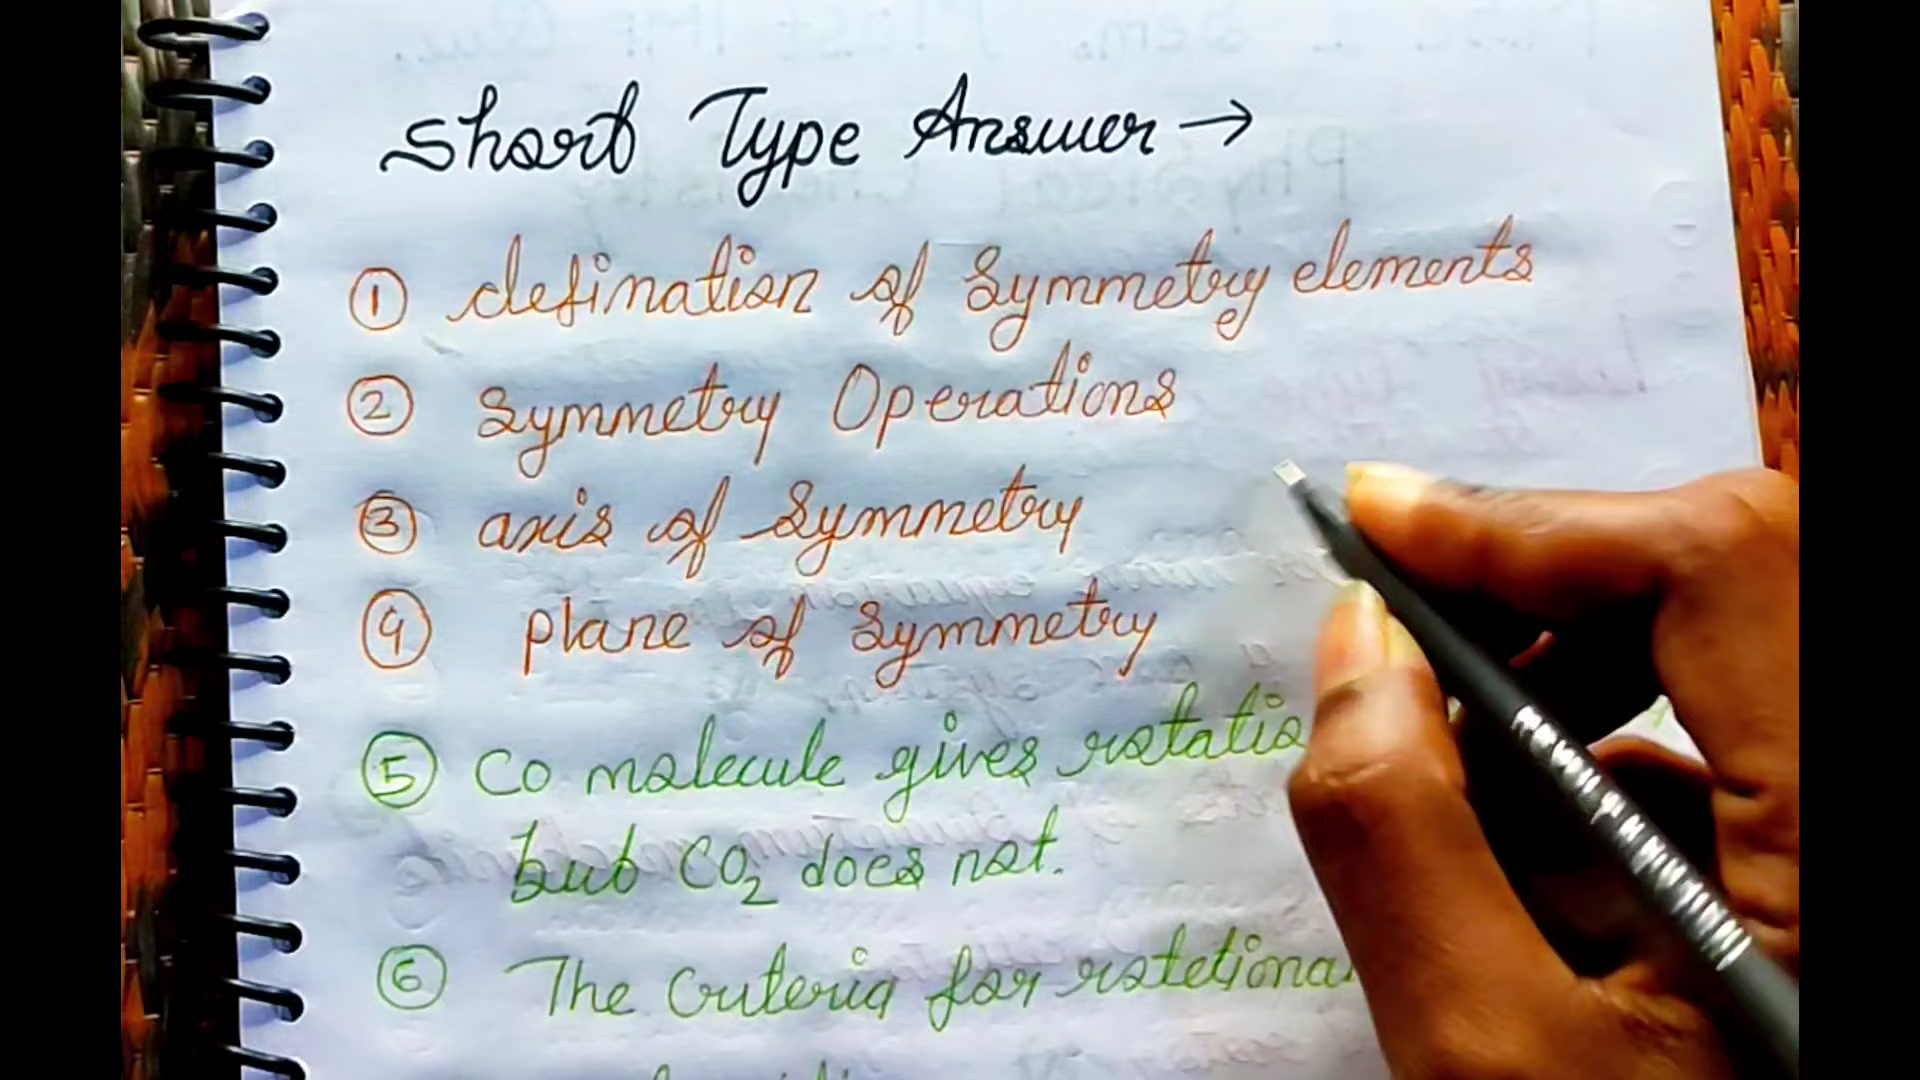 Short Type Answer →
① defination of Symmetry elements
② Symmetry Operations
③ axis of Symmetry
④ plane of Symmetry
⑤ CO molecule gives
but CO₂ does not.
⑥ The Criteria for